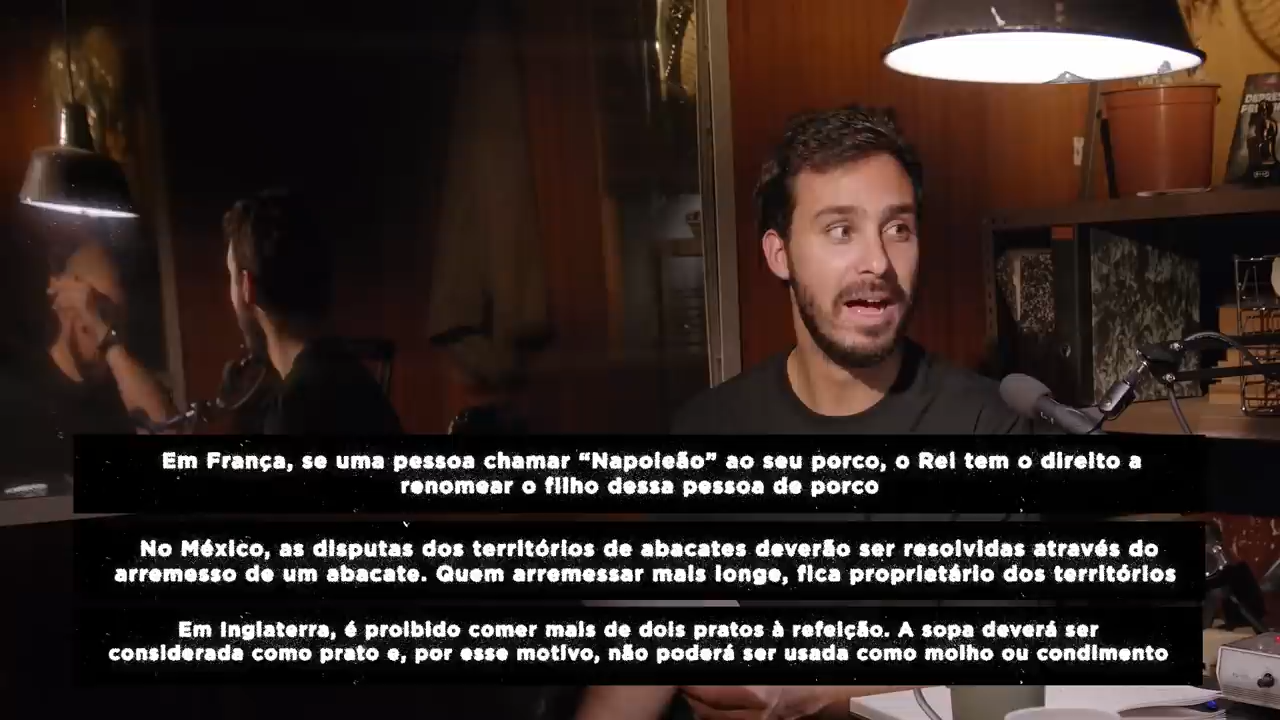 Em França, se uma pessoa chamar “Napoleão” ao seu porco, o Rei tem o direito a
renomear o filho dessa pessoa de porco
No México, as disputas dos territórios de abacates deverão ser resolvidas através do
arremesso de um abacate. Quem arremessar mais longe, fica proprietário dos territórios
Em Inglaterra, é proibido comer mais de dois pratos à refeição. A sopa deverá ser
considerada como prato e, por esse motivo, não poderá ser usada como molho ou condimento